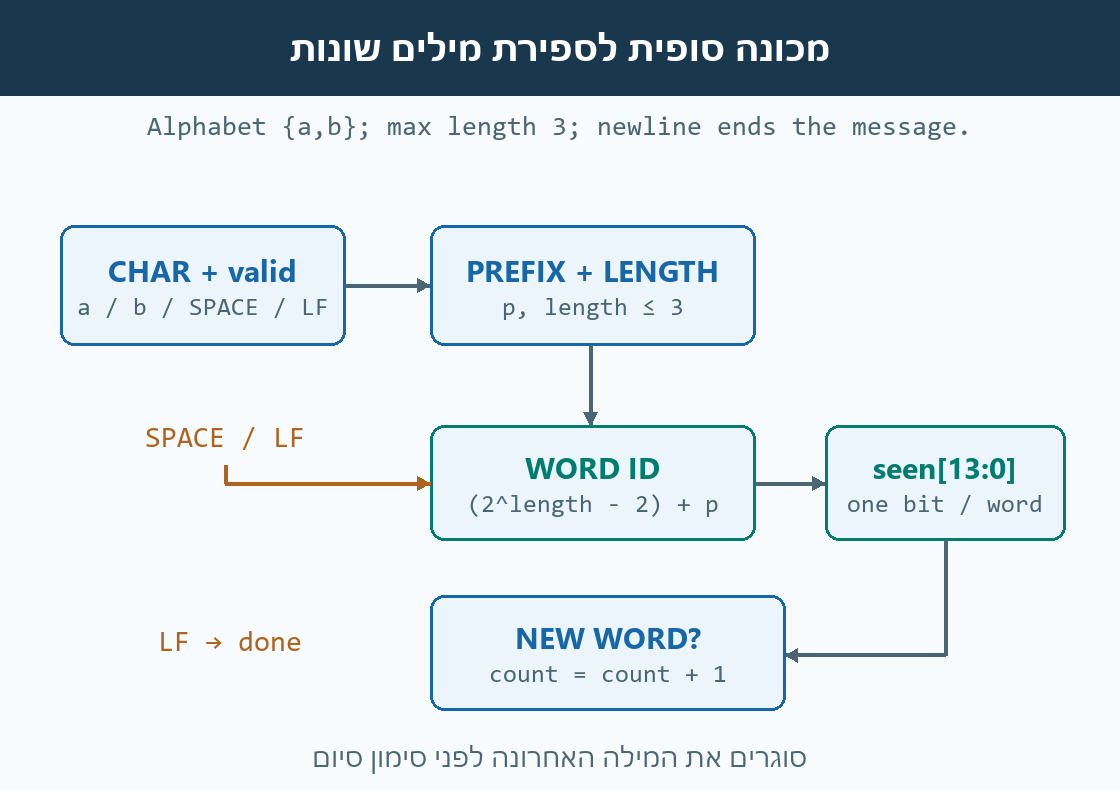 מכונה סופית לספירת מילים שונות
Alphabet {a,b}; max length 3; newline ends the message.
CHAR + valid
a / b / SPACE / LF
PREFIX + LENGTH
p, length ≤ 3
SPACE / LF
WORD ID
(2^length - 2) + p
seen[13:0]
one bit / word
LF → done
NEW WORD?
count = count + 1
סוגרים את המילה האחרונה לפני סימון סיום